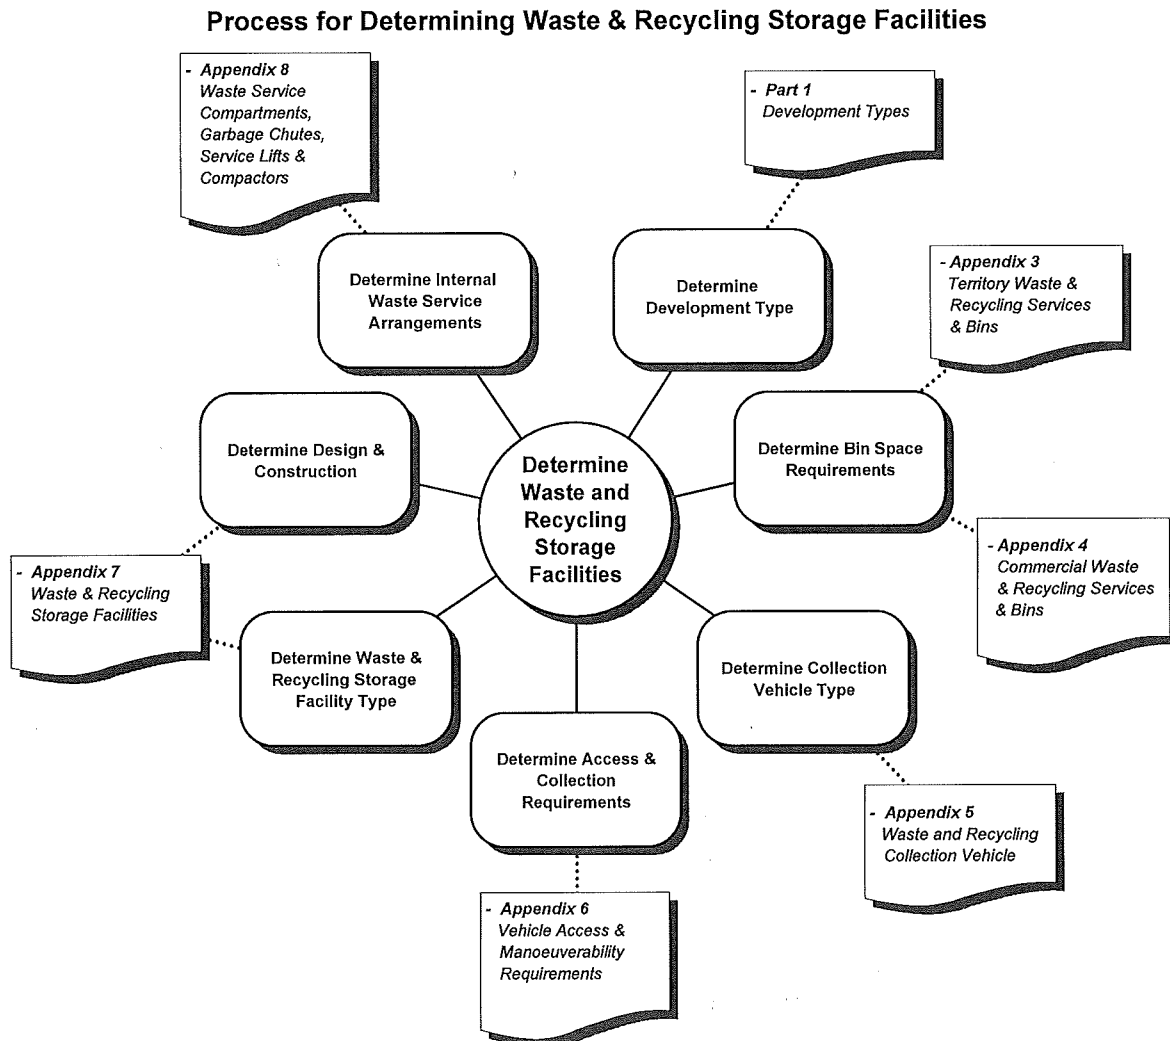 Process for Determining Waste & Recycling Storage Facilities
- Appendix 8
Waste Service
Compartments,
Garbage Chutes,
Service Lifts &
Compactors
- Part 1
Development Types
Determine Internal
Waste Service
Arrangements
Determine
Development Type
- Appendix 3
Territory Waste &
Recycling Services
& Bins
Determine Design &
Construction
Determine
Waste and
Recycling
Storage
Facilities
Determine Bin Space
Requirements
- Appendix 7
Waste & Recycling
Storage Facilities
- Appendix 4
Commercial Waste
& Recycling Services
& Bins
Determine Waste &
Recycling Storage
Facility Type
Determine Collection
Vehicle Type
Determine Access &
Collection
Requirements
- Appendix 5
Waste and Recycling
Collection Vehicle
- Appendix 6
Vehicle Access &
Manoeuverability
Requirements